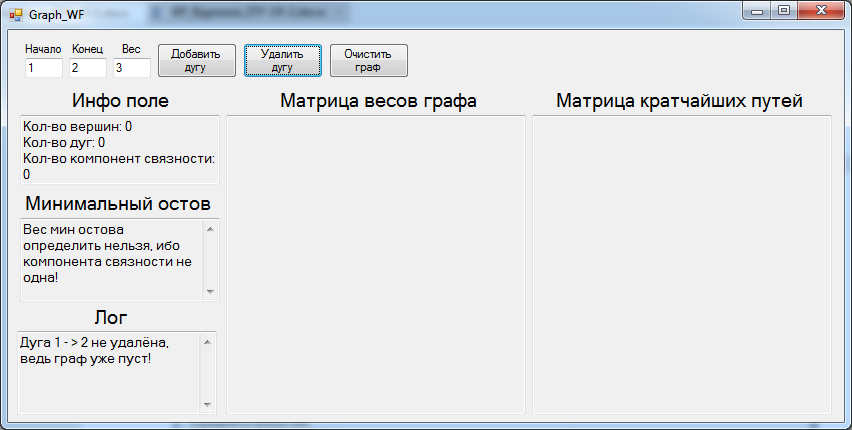 Graph_WF
Начало Конец Вес
1 2 3
Добавить
дугу
Удалить
дугу
Очистить
граф
Инфо поле
Кол-во вершин: 0
Кол-во дуг: 0
Кол-во компонент связности:
0
Минимальный остов
Вес мин остова
определить нельзя, ибо
компонента связности не
одна!
Лог
Дуга 1 - > 2 не удалёна,
ведь граф уже пуст!
Матрица весов графа
Матрица кратчайших путей